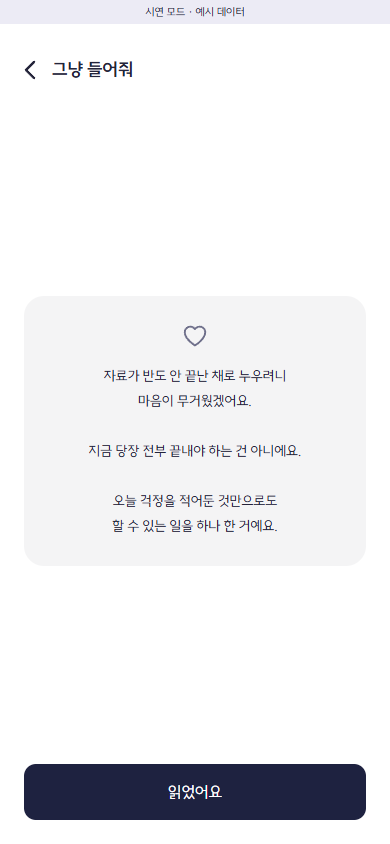 시연 모드 · 예시 데이터
그냥 들어줘
자료가 반도 안 끝난 채로 누우려니
마음이 무거웠겠어요.
지금 당장 전부 끝내야 하는 건 아니에요.
오늘 걱정을 적어둔 것만으로도
할 수 있는 일을 하나 한 거예요.
읽었어요